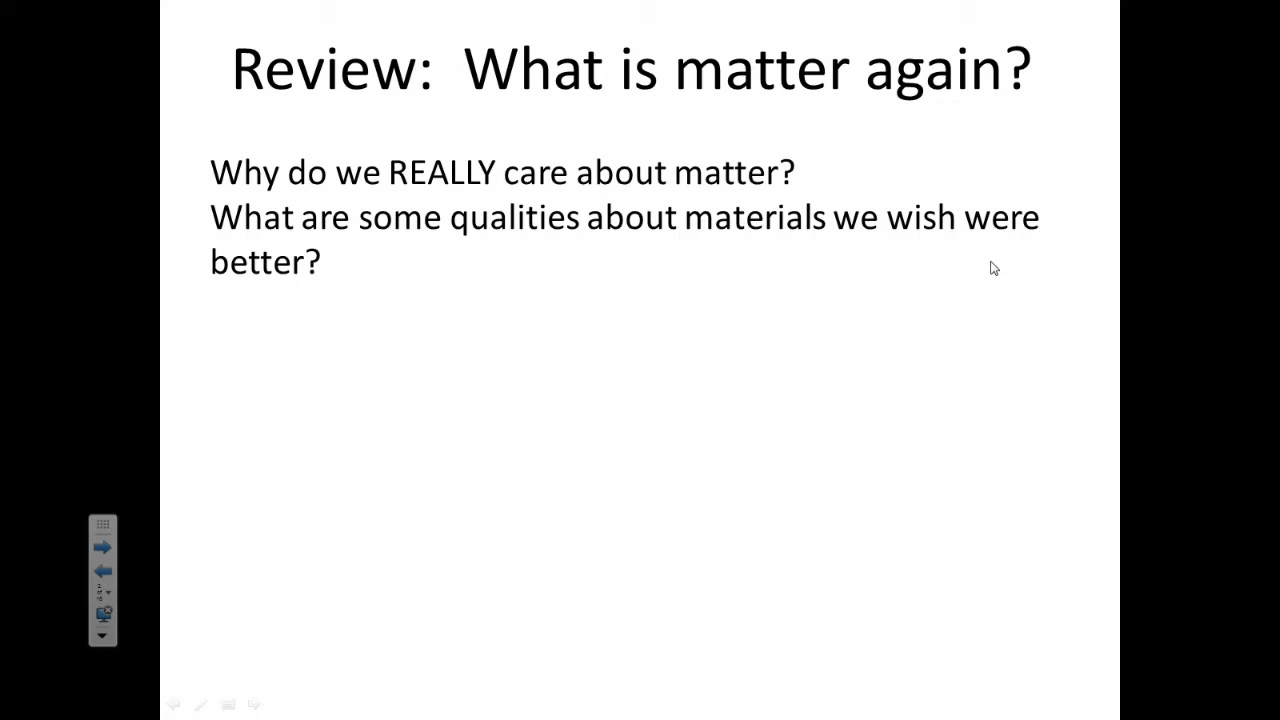 Review:  What is matter again?
Why do we REALLY care about matter?
What are some qualities about materials we wish were
better?